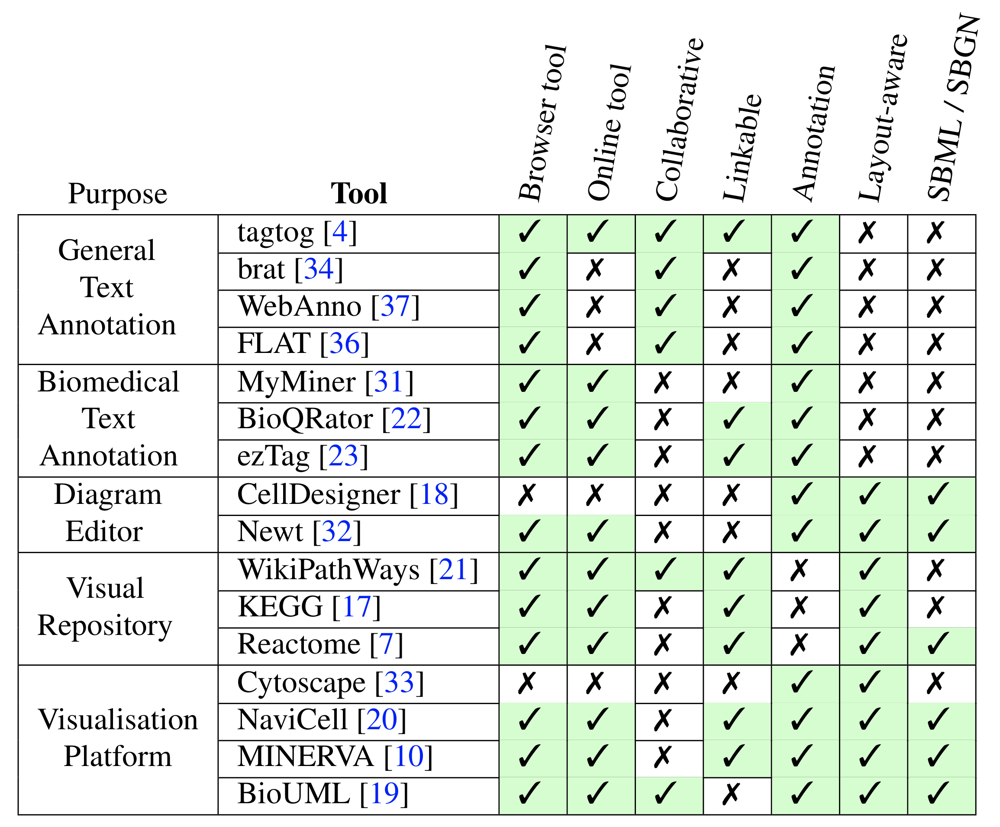 Purpose Tool Browser tool Online tool Collaborative Linkable Annotation Layout-aware SBML / SBGN
General
Text
Annotation
tagtog [4] ✓ ✓ ✓ ✓ ✓ ✗ ✗
brat [34] ✓ ✗ ✓ ✗ ✓ ✗ ✗
WebAnno [37] ✓ ✗ ✓ ✗ ✓ ✗ ✗
FLAT [36] ✓ ✗ ✓ ✗ ✓ ✗ ✗
Biomedical
Text
Annotation
MyMiner [31] ✓ ✓ ✗ ✗ ✓ ✗ ✗
BioQRator [22] ✓ ✓ ✗ ✓ ✓ ✗ ✗
ezTag [23] ✓ ✓ ✗ ✓ ✓ ✗ ✗
Diagram
Editor
CellDesigner [18] ✗ ✗ ✗ ✗ ✓ ✓ ✓
Newt [32] ✓ ✓ ✗ ✗ ✓ ✓ ✓
Visual
Repository
WikiPathWays [21] ✓ ✓ ✓ ✓ ✗ ✓ ✗
KEGG [17] ✓ ✓ ✗ ✓ ✗ ✓ ✗
Reactome [7] ✓ ✓ ✗ ✓ ✗ ✓ ✓
Visualisation
Platform
Cytoscape [33] ✗ ✗ ✗ ✗ ✓ ✓ ✗
NaviCell [20] ✓ ✓ ✗ ✓ ✓ ✓ ✓
MINERVA [10] ✓ ✓ ✗ ✓ ✓ ✓ ✓
BioUML [19] ✓ ✓ ✓ ✗ ✓ ✓ ✓